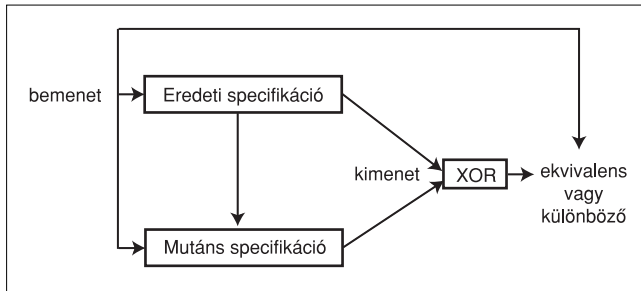 bemenet
Eredeti specifikáció
kimenet
XOR
ekvivalens
vagy
különböző
Mutáns specifikáció